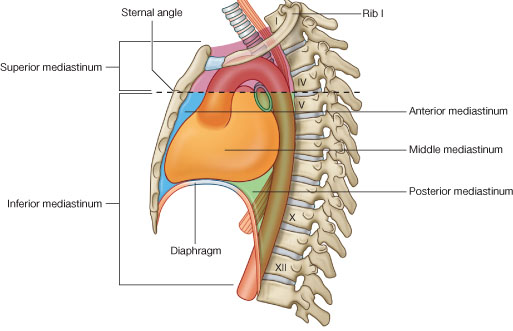 Sternal angle
Rib I
I
Superior mediastinum
IV
V
Anterior mediastinum
Middle mediastinum
Posterior mediastinum
Inferior mediastinum
X
Diaphragm
XII